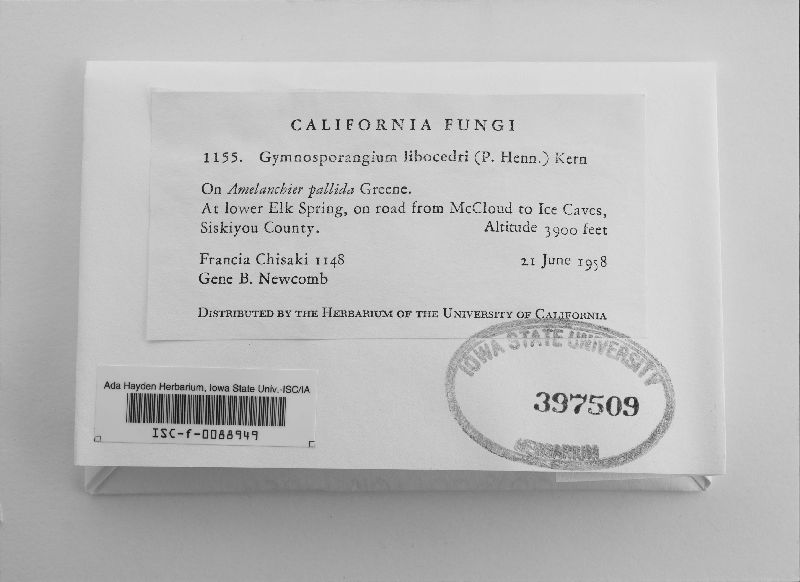 CALIFORNIA FUNGI
1155. Gymnosporangium libocedri (P. Henn.) Kern
On Amelanchier pallida Greene.
At lower Elk Spring, on road from McCloud to Ice Caves,
Siskiyou County. Altitude 3900 feet
Francia Chisaki 1148 21 June 1958
Gene B. Newcomb
DISTRIBUTED BY THE HERBARIUM OF THE UNIVERSITY OF CALIFORNIA
IOWA STATE UNIVERSITY
397509
HERBARIUM
Ada Hayden Herbarium, Iowa State Univ.-ISC/IA
ISC-f-0088949